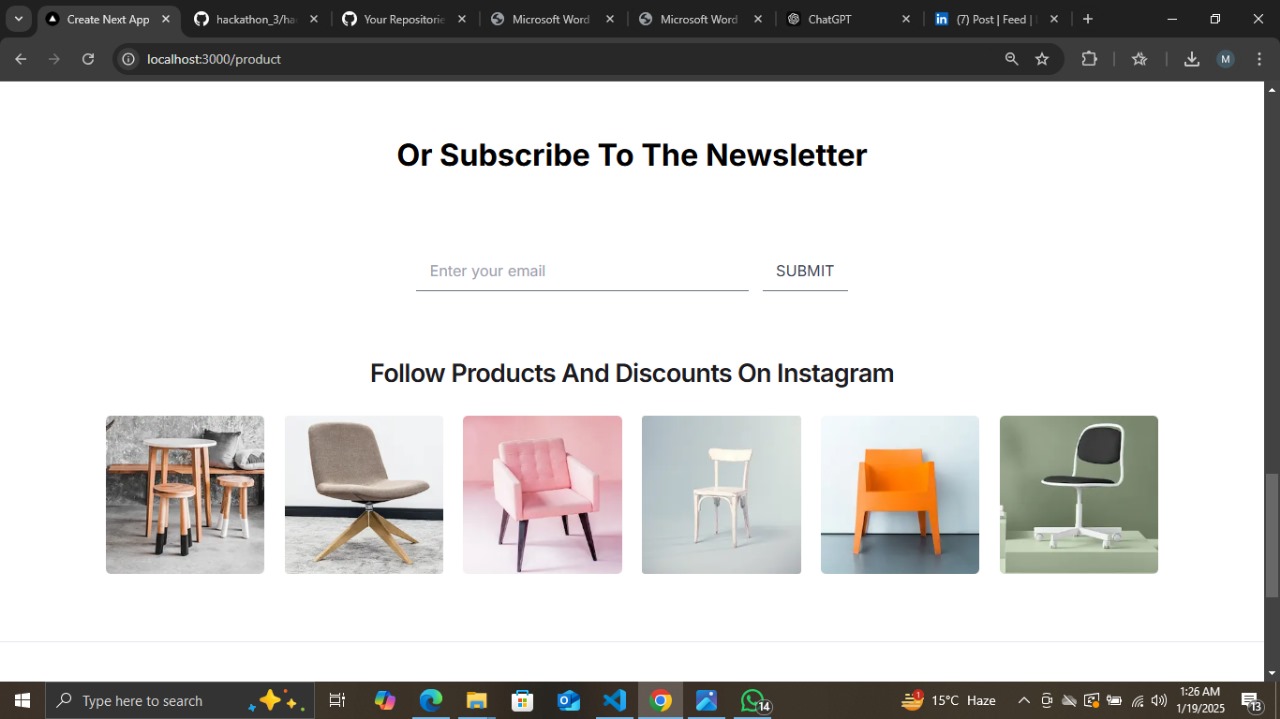 Create Next App
hackathon_3/ha
Your Repositorie
Microsoft Word
Microsoft Word
ChatGPT
(7) Post | Feed |
localhost:3000/product
M
Or Subscribe To The Newsletter
Enter your email
SUBMIT
Follow Products And Discounts On Instagram
Type here to search
14
1
15°C Haze
1:26 AM
1/19/2025
13